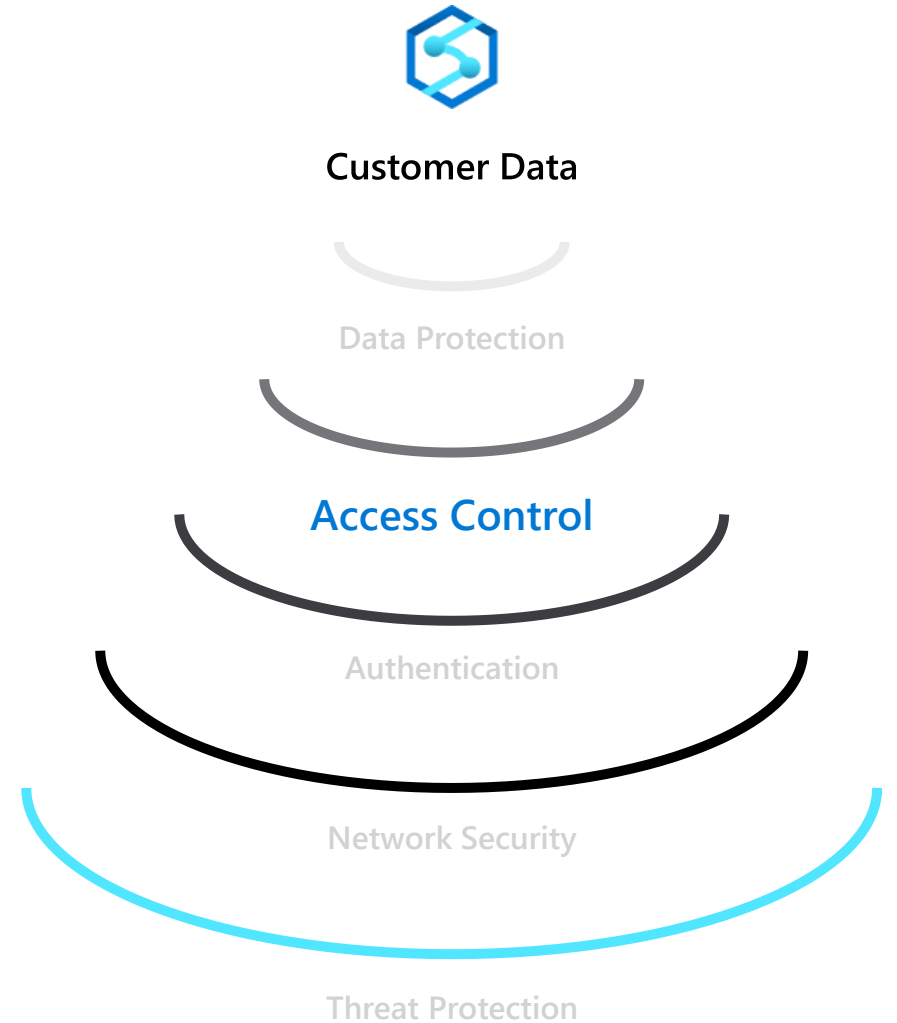 Customer Data
Data Protection
Access Control
Authentication
Network Security
Threat Protection